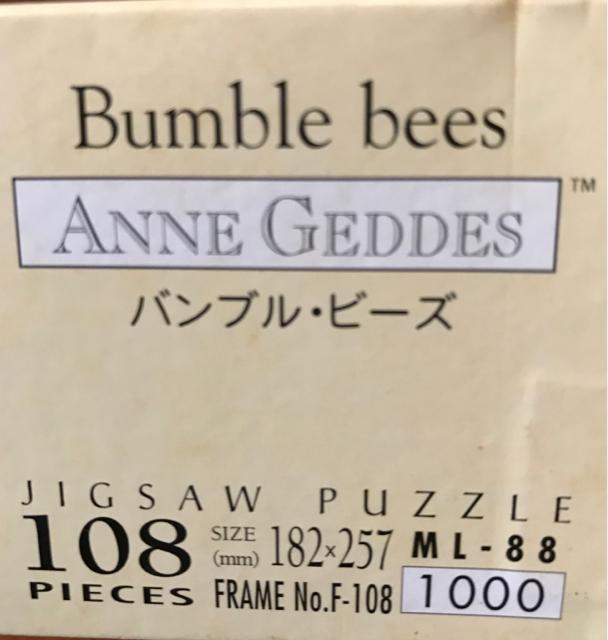 Bumble bees
ANNE GEDDES™
バンブル・ビーズ
JIGSAW PUZZLE
108 SIZE (mm) 182×257 ML-88
PIECES FRAME No.F-108 1000